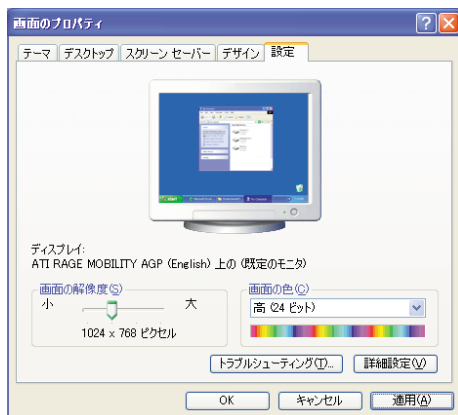 画面のプロパティ
テーマ デスクトップ スクリーン セーバー デザイン 設定
ディスプレイ:
ATI RAGE MOBILITY AGP (English) 上の (既定のモニタ)
画面の解像度(S)
小 大
1024 x 768 ピクセル
画面の色(C)
高 (24 ビット)
トラブルシューティング(T)... 詳細設定(V)
OK キャンセル 適用(A)